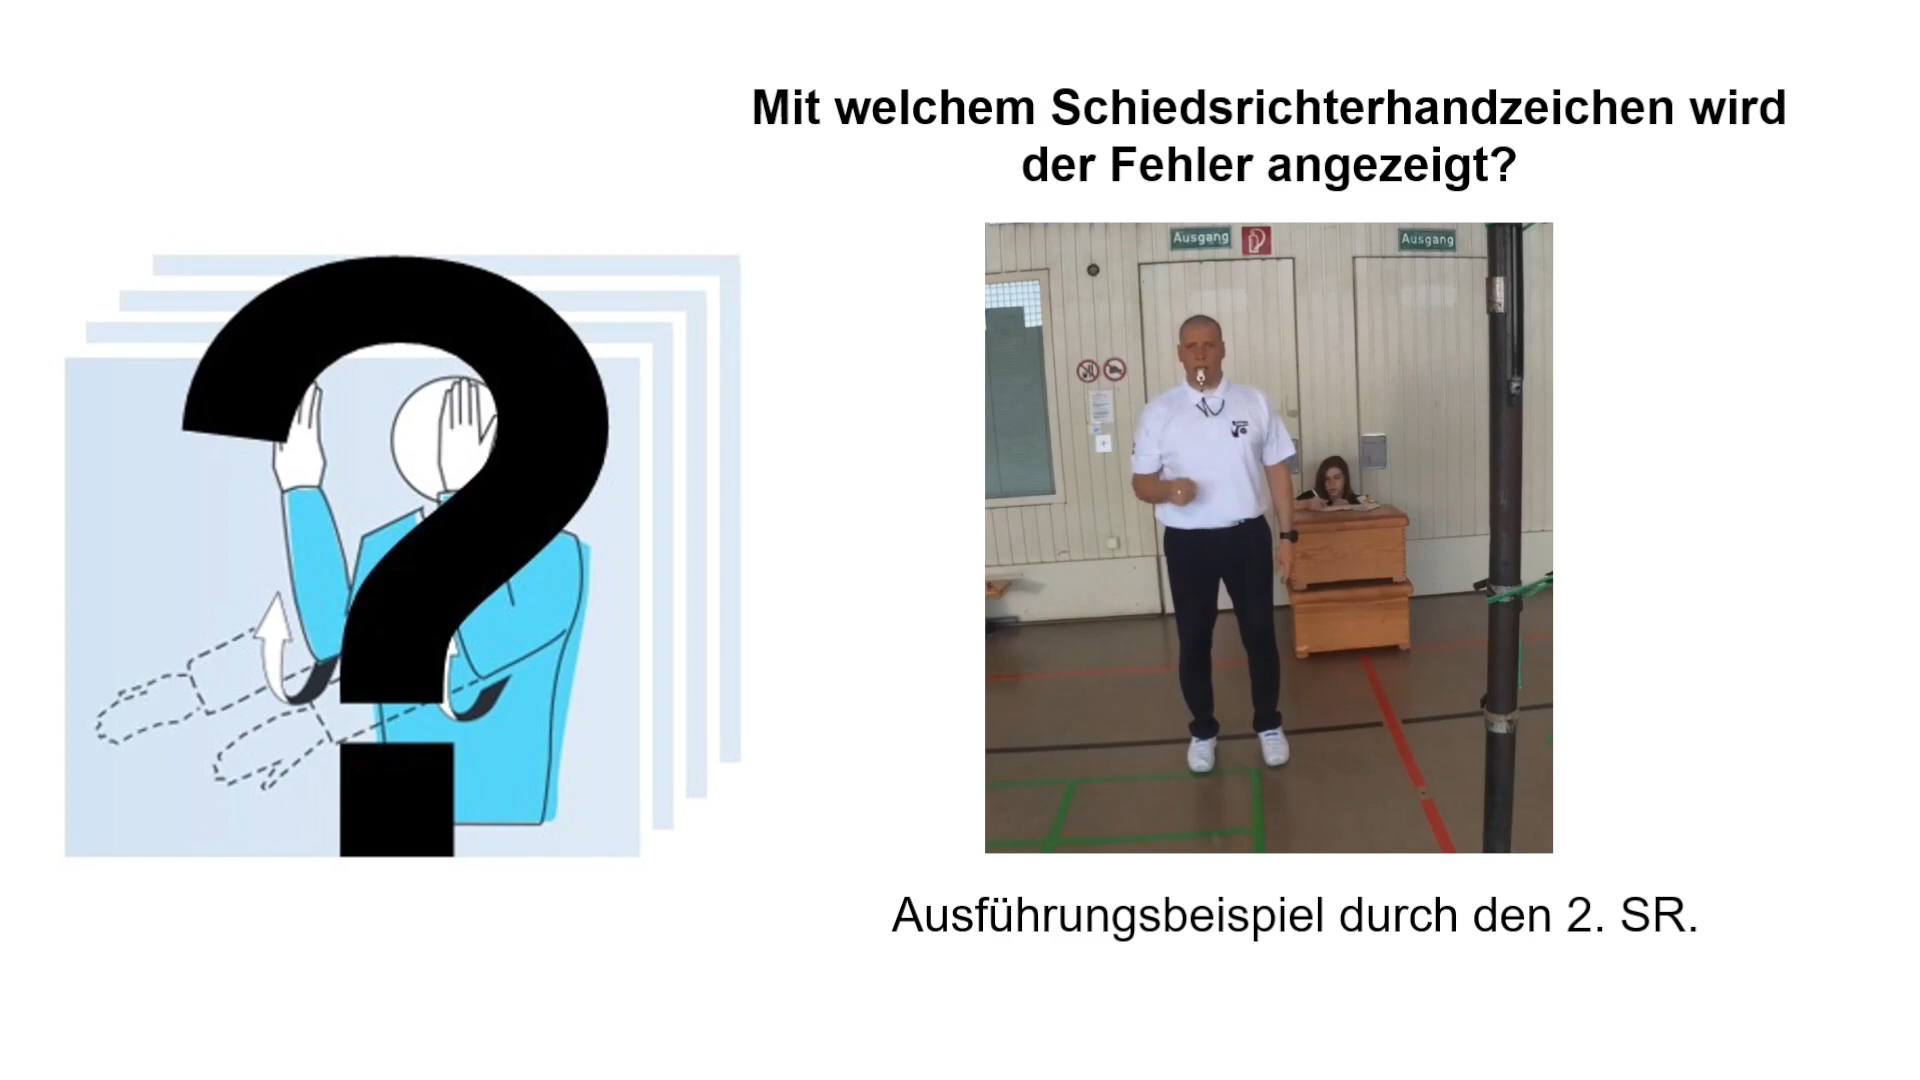 Mit welchem Schiedsrichterhandzeichen wird
der Fehler angezeigt?
Ausgang
Ausgang
Ausführungsbeispiel durch den 2. SR.